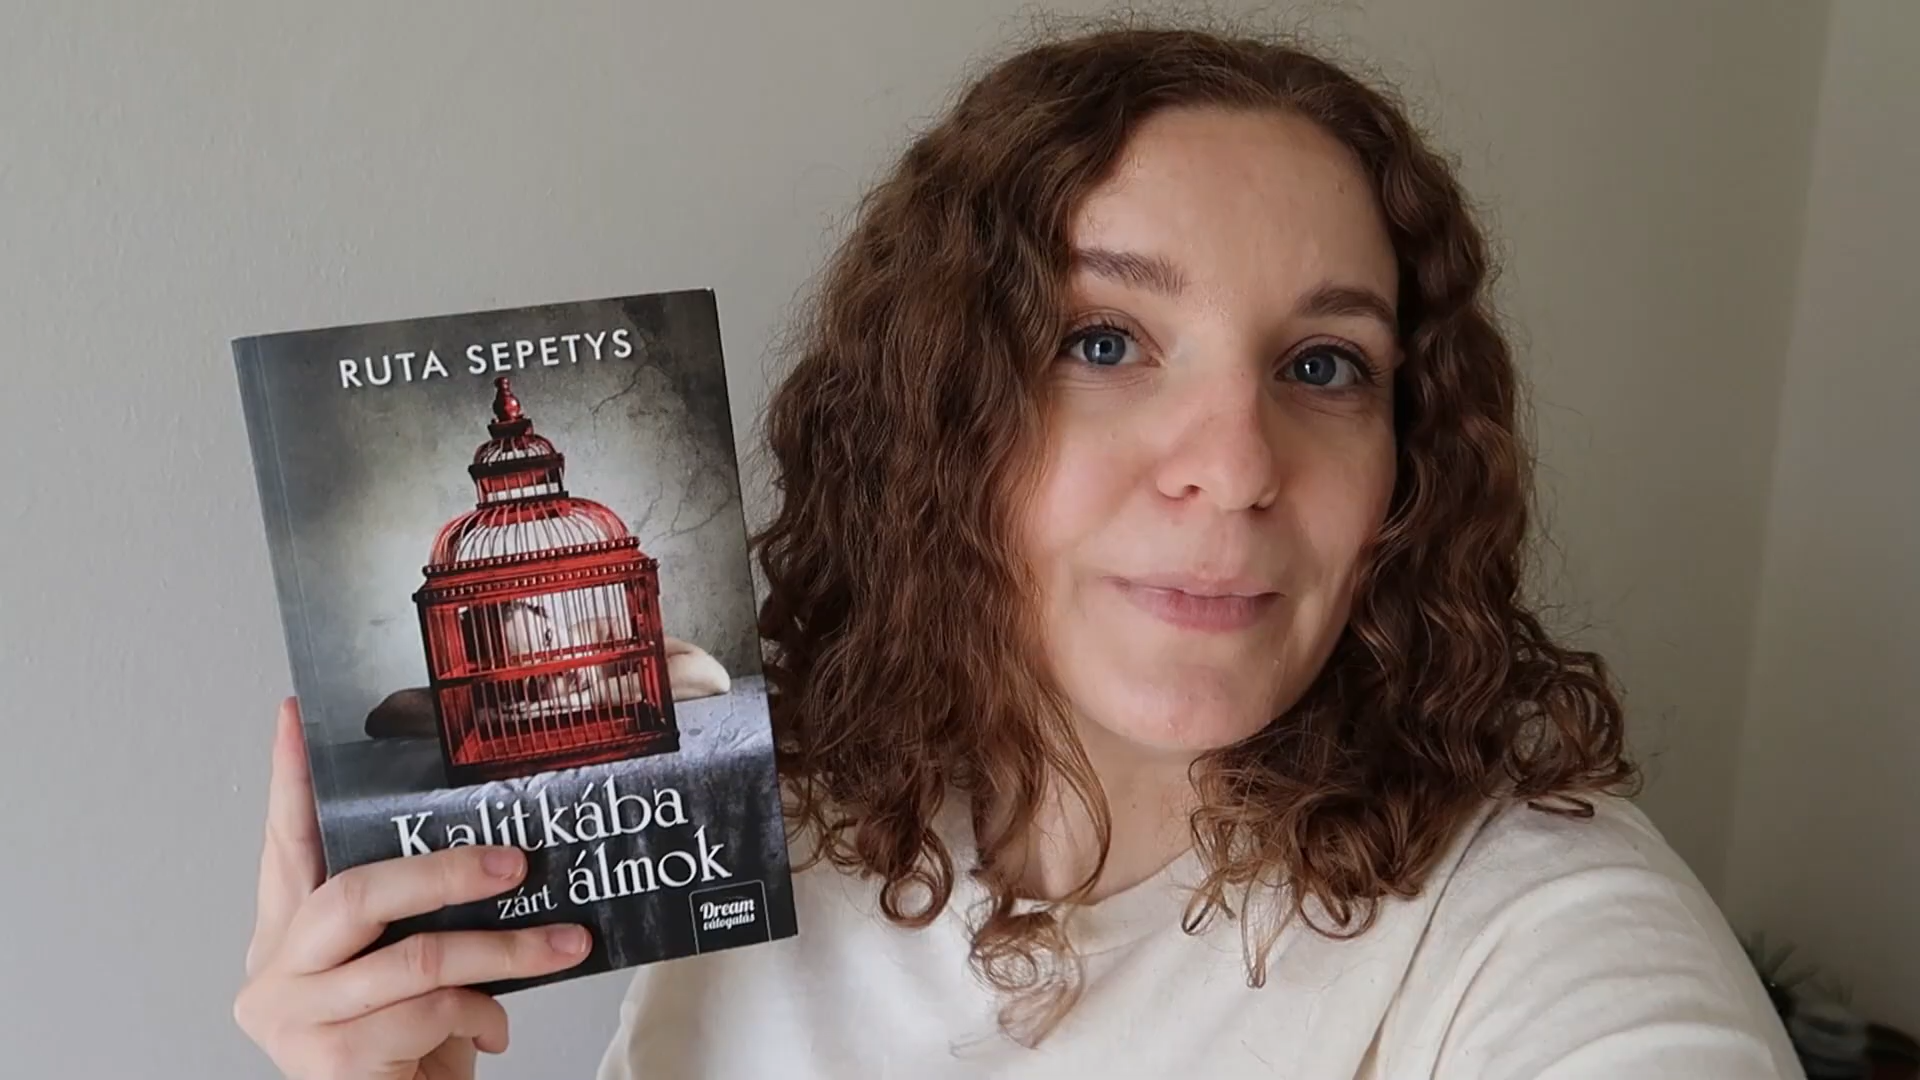 RUTA SEPETYS
Kalitkába
zárt álmok
Dream
válogatás